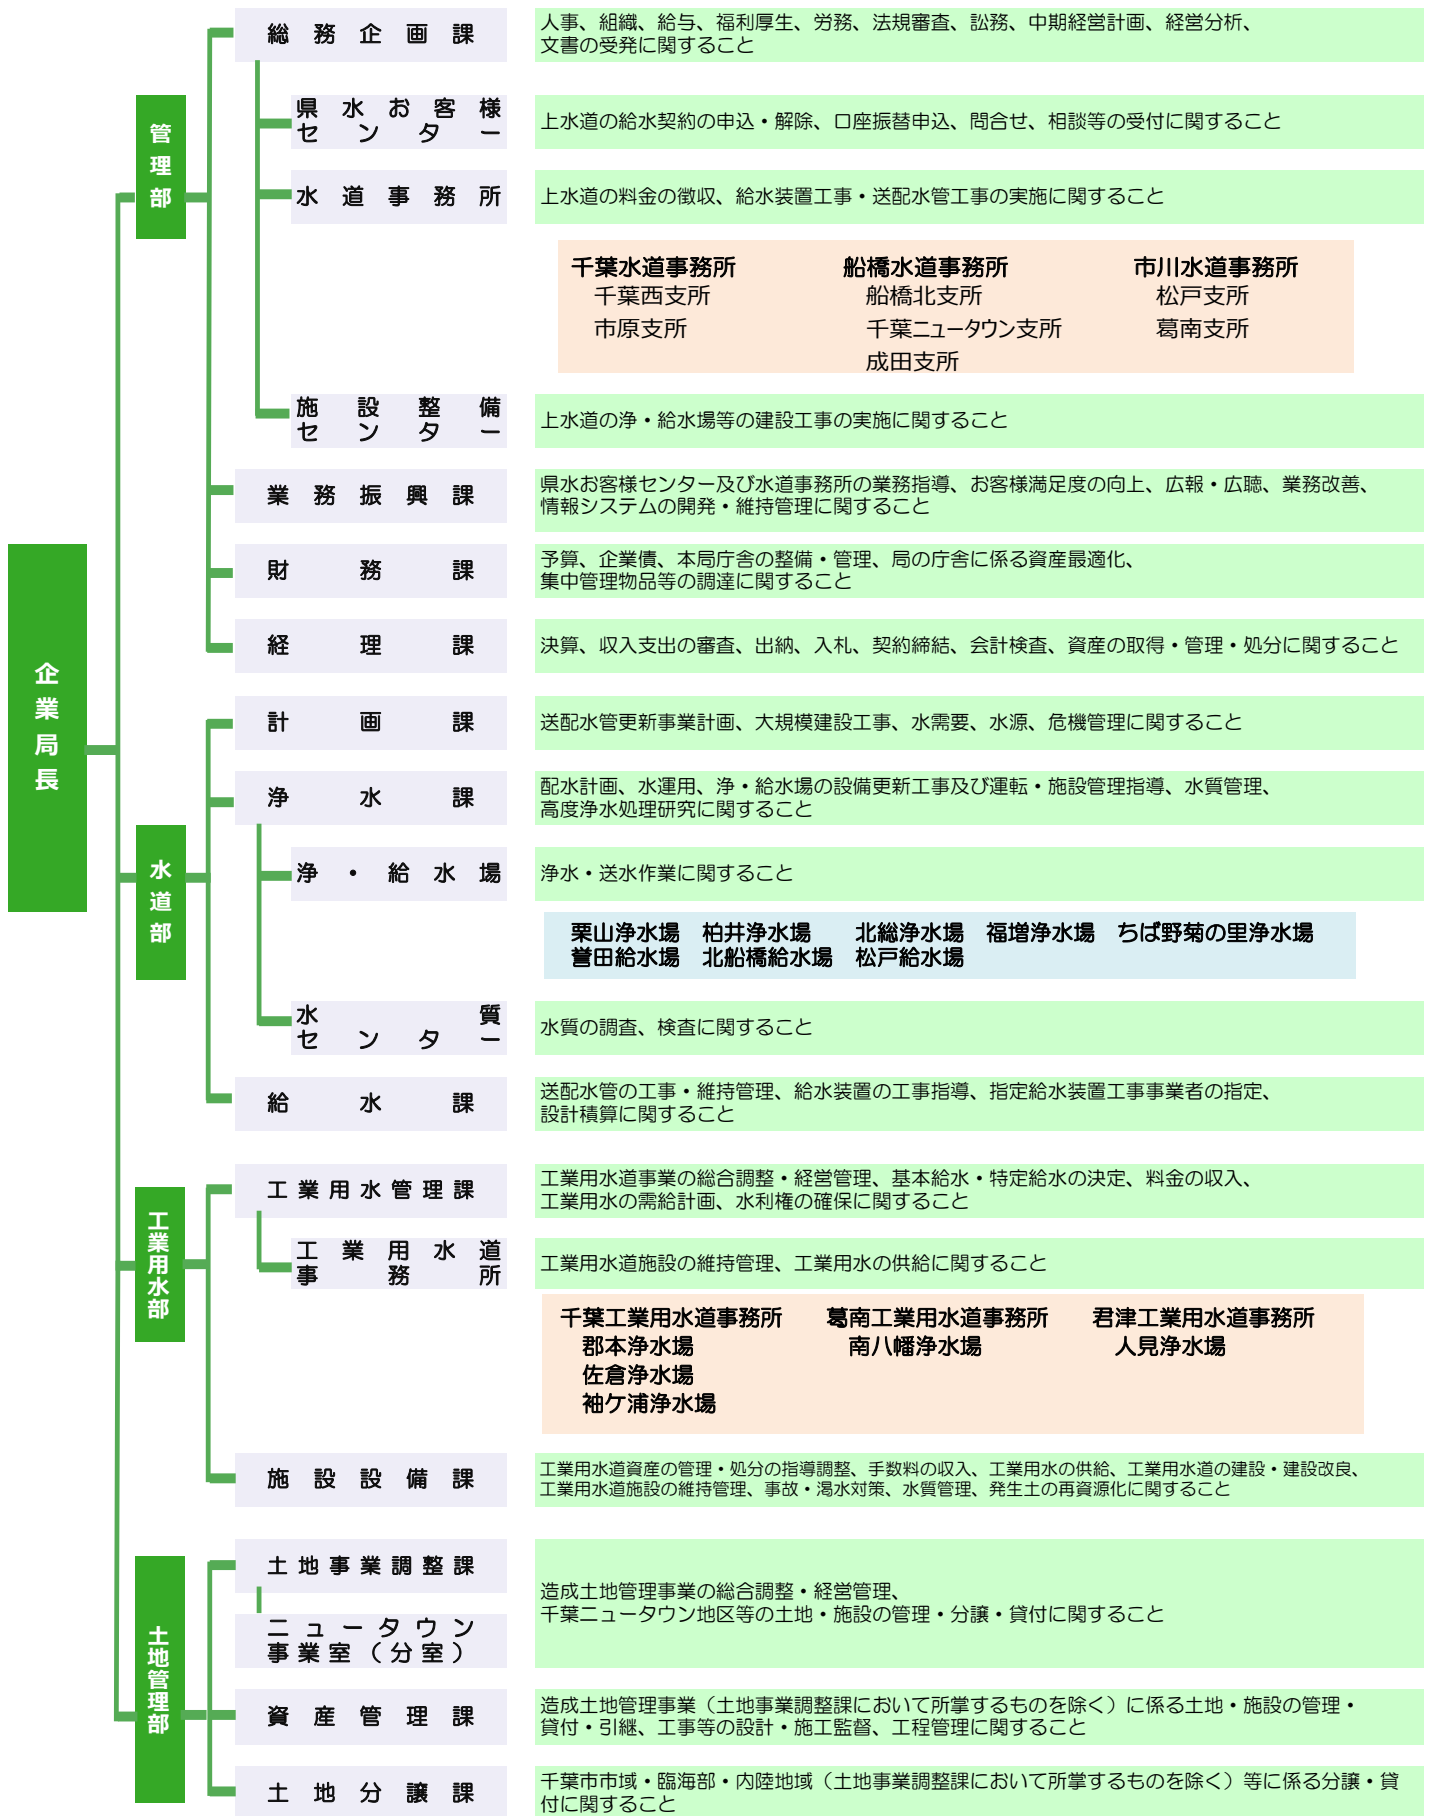 企業局長
管理部
総務企画課
人事、組織、給与、福利厚生、労務、法規審査、訟務、中期経営計画、経営分析、
文書の受発に関すること
県水お客様
センター
上水道の給水契約の申込・解除、口座振替申込、問合せ、相談等の受付に関すること
水道事務所
上水道の料金の徴収、給水装置工事・送配水管工事の実施に関すること
千葉水道事務所 船橋水道事務所 市川水道事務所
千葉西支所 船橋北支所 松戸支所
市原支所 千葉ニュータウン支所 葛南支所
成田支所
施設整備
センター
上水道の浄・給水場等の建設工事の実施に関すること
業務振興課
県水お客様センター及び水道事務所の業務指導、お客様満足度の向上、広報・広聴、業務改善、
情報システムの開発・維持管理に関すること
財務課
予算、企業債、本局庁舎の整備・管理、局の庁舎に係る資産最適化、
集中管理物品等の調達に関すること
経理課
決算、収入支出の審査、出納、入札、契約締結、会計検査、資産の取得・管理・処分に関すること
水道部
計画課
送配水管更新事業計画、大規模建設工事、水需要、水源、危機管理に関すること
浄水課
配水計画、水運用、浄・給水場の設備更新工事及び運転・施設管理指導、水質管理、
高度浄水処理研究に関すること
浄・給水場
浄水・送水作業に関すること
栗山浄水場 柏井浄水場 北総浄水場 福増浄水場 ちば野菊の里浄水場
誉田給水場 北船橋給水場 松戸給水場
水質
センター
水質の調査、検査に関すること
給水課
送配水管の工事・維持管理、給水装置の工事指導、指定給水装置工事事業者の指定、
設計積算に関すること
工業用水部
工業用水管理課
工業用水道事業の総合調整・経営管理、基本給水・特定給水の決定、料金の収入、
工業用水の需給計画、水利権の確保に関すること
工業用水道
事務所
工業用水道施設の維持管理、工業用水の供給に関すること
千葉工業用水道事務所 葛南工業用水道事務所 君津工業用水道事務所
郡本浄水場 南八幡浄水場 人見浄水場
佐倉浄水場
袖ケ浦浄水場
施設設備課
工業用水道資産の管理・処分の指導調整、手数料の収入、工業用水の供給、工業用水道の建設・建設改良、
工業用水道施設の維持管理、事故・渇水対策、水質管理、発生土の再資源化に関すること
土地管理部
土地事業調整課
ニュータウン
事業室（分室）
造成土地管理事業の総合調整・経営管理、
千葉ニュータウン地区等の土地・施設の管理・分譲・貸付に関すること
資産管理課
造成土地管理事業（土地事業調整課において所掌するものを除く）に係る土地・施設の管理・
貸付・引継、工事等の設計・施工監督、工程管理に関すること
土地分譲課
千葉市市域・臨海部・内陸地域（土地事業調整課において所掌するものを除く）等に係る分譲・貸
付に関すること